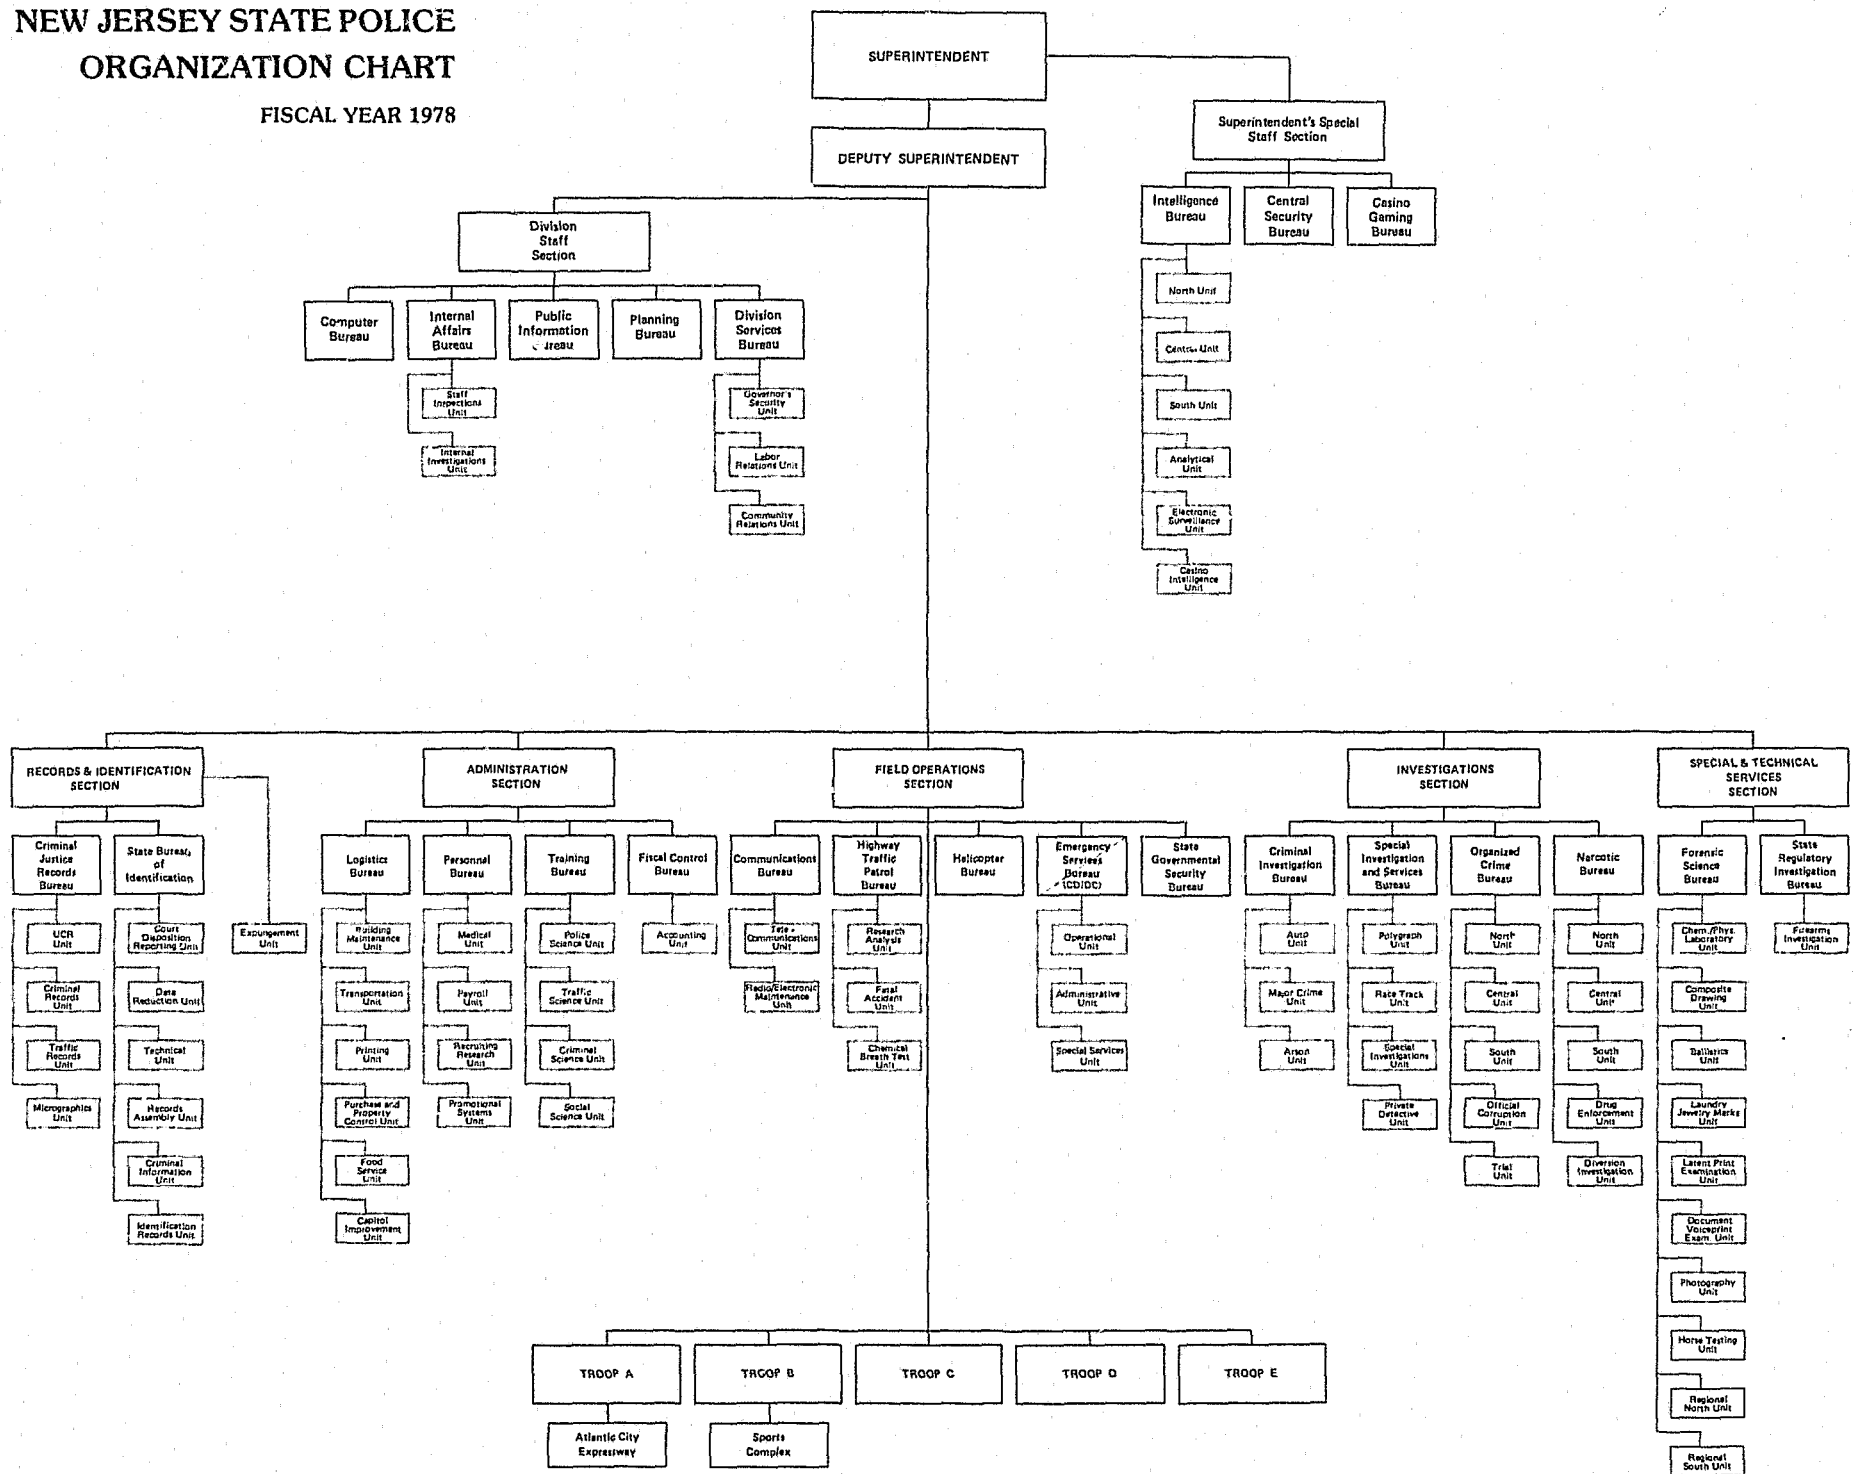 NEW JERSEY STATE POLICE
ORGANIZATION CHART
FISCAL YEAR 1978
SUPERINTENDENT
DEPUTY SUPERINTENDENT
Superintendent's Special
Staff Section
Intelligence
Bureau
Central
Security
Bureau
Casino
Gaming
Bureau
North Unit
Central Unit
South Unit
Analytical
Unit
Electronic
Surveillance
Unit
Casino
Intelligence
Unit
Division
Staff
Section
Computer
Bureau
Internal
Affairs
Bureau
Public
Information
Bureau
Planning
Bureau
Division
Services
Bureau
Staff
Inspections
Unit
Internal
Investigations
Unit
Governor's
Security
Unit
Labor
Relations Unit
Community
Relations Unit
RECORDS & IDENTIFICATION
SECTION
Criminal
Justice
Records
Bureau
State Bureau
of
Identification
UCR
Unit
Criminal
Records
Unit
Traffic
Records
Unit
Micrographics
Unit
Court
Disposition
Reporting Unit
Data
Reduction Unit
Technical
Unit
Records
Assembly Unit
Criminal
Information
Unit
Identification
Records Unit
Expungement
Unit
ADMINISTRATION
SECTION
Logistics
Bureau
Personnel
Bureau
Training
Bureau
Fiscal Control
Bureau
Building
Maintenance
Unit
Transportation
Unit
Printing
Unit
Purchase and
Property
Control Unit
Food
Service
Unit
Capitol
Improvement
Unit
Medical
Unit
Payroll
Unit
Recruiting
Research
Unit
Promotional
Systems
Unit
Police
Science Unit
Traffic
Science Unit
Criminal
Science Unit
Social
Science Unit
Accounting
Unit
FIELD OPERATIONS
SECTION
Communications
Bureau
Highway
Traffic
Patrol
Bureau
Helicopter
Bureau
Emergency
Services
Bureau
(CD/DC)
State
Governmental
Security
Bureau
Tele-
Communications
Unit
Radio/Electronic
Maintenance
Unit
Research
Analysis
Unit
Fatal
Accident
Unit
Chemical
Breath Test
Unit
Operational
Unit
Administrative
Unit
Special Services
Unit
INVESTIGATIONS
SECTION
Criminal
Investigation
Bureau
Special
Investigation
and Services
Bureau
Organized
Crime
Bureau
Narcotic
Bureau
Auto
Unit
Major Crime
Unit
Arson
Unit
Polygraph
Unit
Race Track
Unit
Special
Investigations
Unit
Private
Detective
Unit
North
Unit
Central
Unit
South
Unit
Official
Corruption
Unit
Trial
Unit
North
Unit
Central
Unit
South
Unit
Drug
Enforcement
Unit
Diversion
Investigation
Unit
SPECIAL & TECHNICAL
SERVICES
SECTION
Forensic
Science
Bureau
State
Regulatory
Investigation
Bureau
Chem./Phys.
Laboratory
Unit
Composite
Drawing
Unit
Ballistics
Unit
Laundry
Jewelry Marks
Unit
Latent Print
Examination
Unit
Document
Voiceprint
Exam. Unit
Photography
Unit
Horse Testing
Unit
Regional
North Unit
Regional
South Unit
Firearms
Investigation
Unit
TROOP A
TROOP B
TROOP C
TROOP D
TROOP E
Atlantic City
Expressway
Sports
Complex